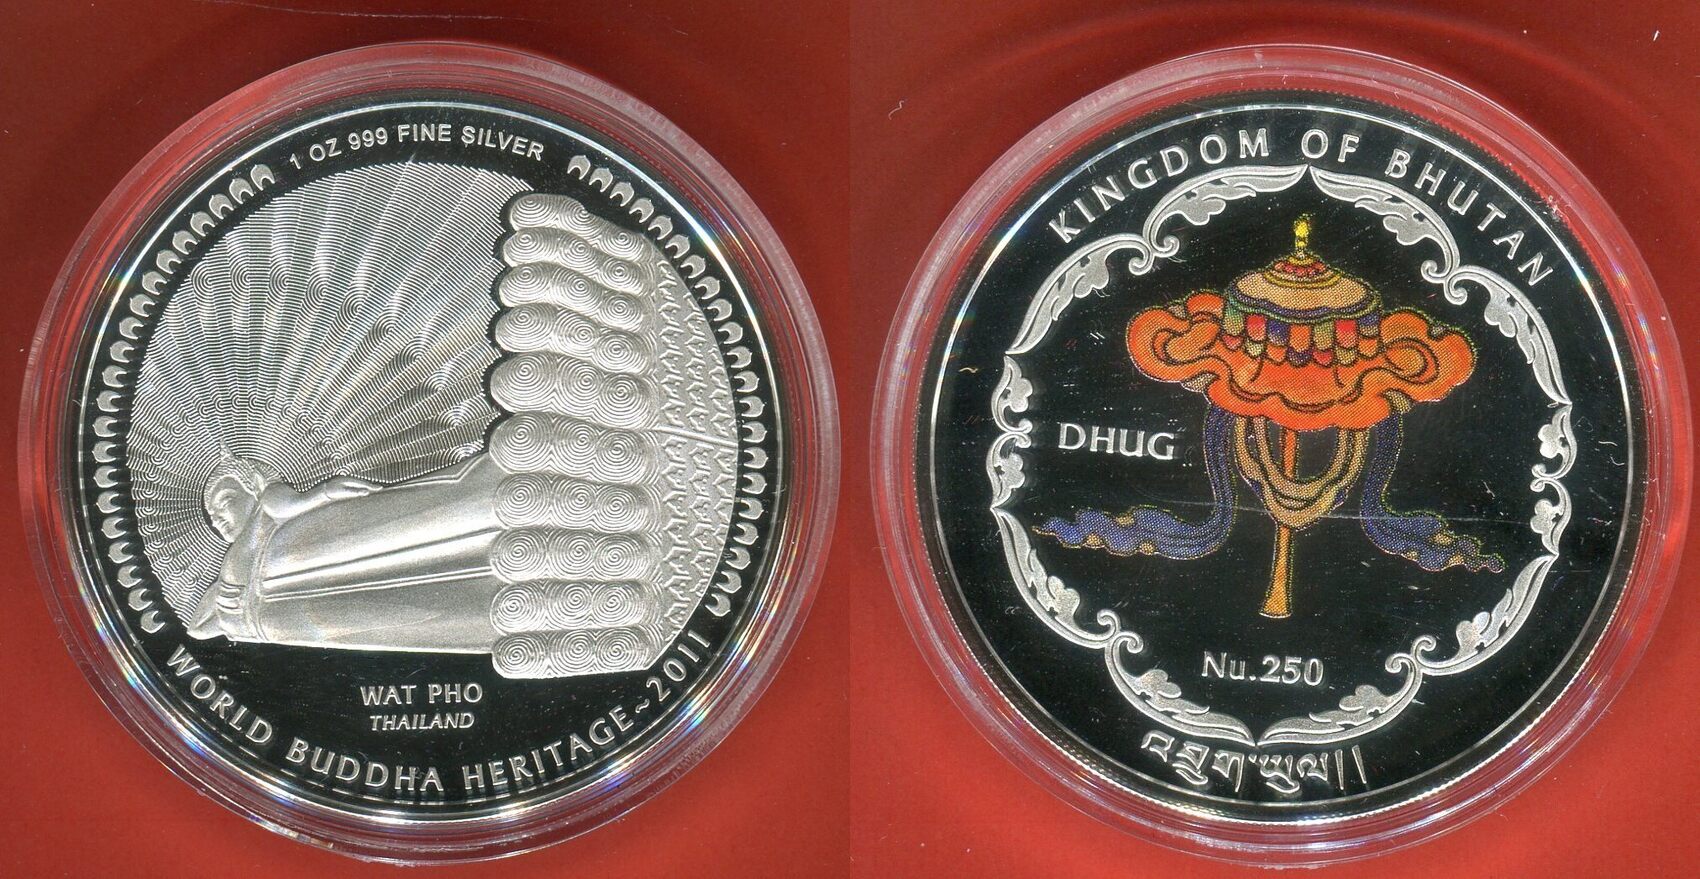 1 OZ 999 FINE SILVER
WAT PHO
THAILAND
WORLD BUDDHA HERITAGE~2011
KINGDOM OF BHUTAN
DHUG
Nu.250
འབྲུག་ཡུལ།།